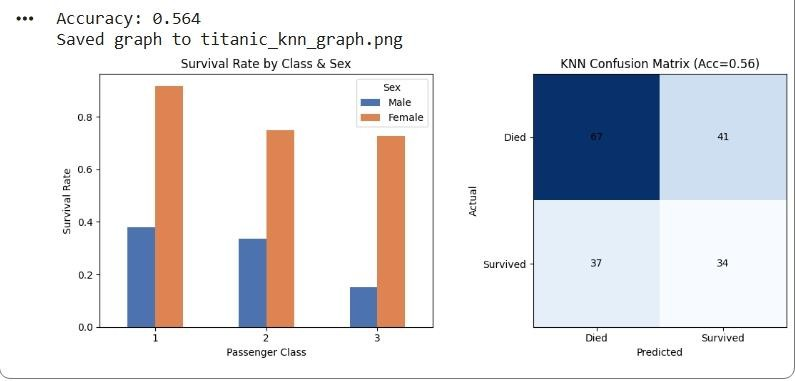 Accuracy: 0.564
Saved graph to titanic_knn_graph.png
Survival Rate by Class & Sex
Sex
Male
Female
Survival Rate
0.8
0.6
0.4
0.2
0.0
1 2 3
Passenger Class
KNN Confusion Matrix (Acc=0.56)
Actual
Died 67 41
Survived 37 34
Died Survived
Predicted